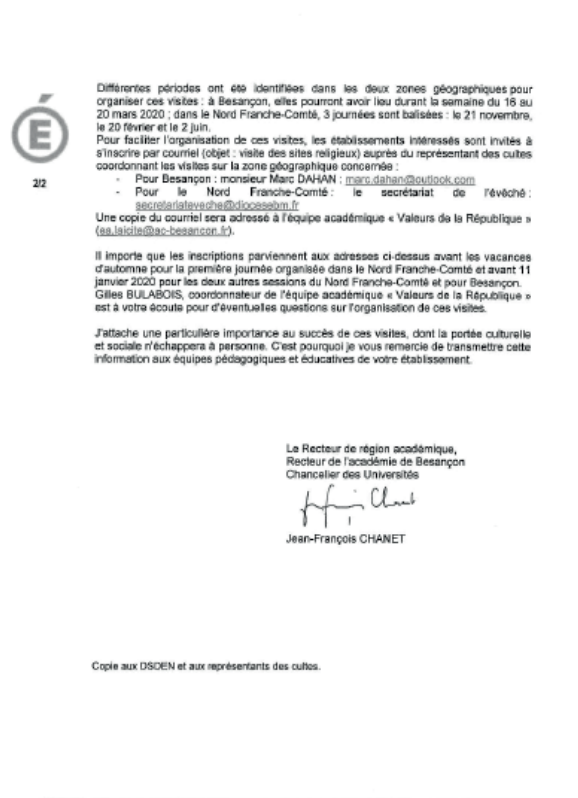 Différentes périodes ont été identifiées dans les deux zones géographiques pour
organiser ces visites : à Besançon, elles pourront avoir lieu durant la semaine du 16 au
20 mars 2020 ; dans le Nord Franche-Comté, 3 journées sont balisées : le 21 novembre,
le 20 février et le 2 juin.
É
Pour faciliter l'organisation de ces visites, les établissements intéressés sont invités à
s'inscrire par courriel (objet : visite des sites religieux) auprès du représentant des cultes
coordonnant les visites sur la zone géographique concernée :
2/2
- Pour Besançon : monsieur Marc DAHAN : marc.dahan@outlook.com
- Pour le Nord Franche-Comté : le secrétariat de l'évêché :
secretariateveche@diocesebm.fr
Une copie du courriel sera adressé à l'équipe académique « Valeurs de la République »
(ea.laicite@ac-besancon.fr).
Il importe que les inscriptions parviennent aux adresses ci-dessus avant les vacances
d'automne pour la première journée organisée dans le Nord Franche-Comté et avant 11
janvier 2020 pour les deux autres sessions du Nord Franche-Comté et pour Besançon.
Gilles BULABOIS, coordonnateur de l'équipe académique « Valeurs de la République »
est à votre écoute pour d'éventuelles questions sur l'organisation de ces visites.
J'attache une particulière importance au succès de ces visites, dont la portée culturelle
et sociale n'échappera à personne. C'est pourquoi je vous remercie de transmettre cette
information aux équipes pédagogiques et éducatives de votre établissement.
Le Recteur de région académique,
Recteur de l'académie de Besançon
Chancelier des Universités
Jean-François CHANET
Copie aux DSDEN et aux représentants des cultes.